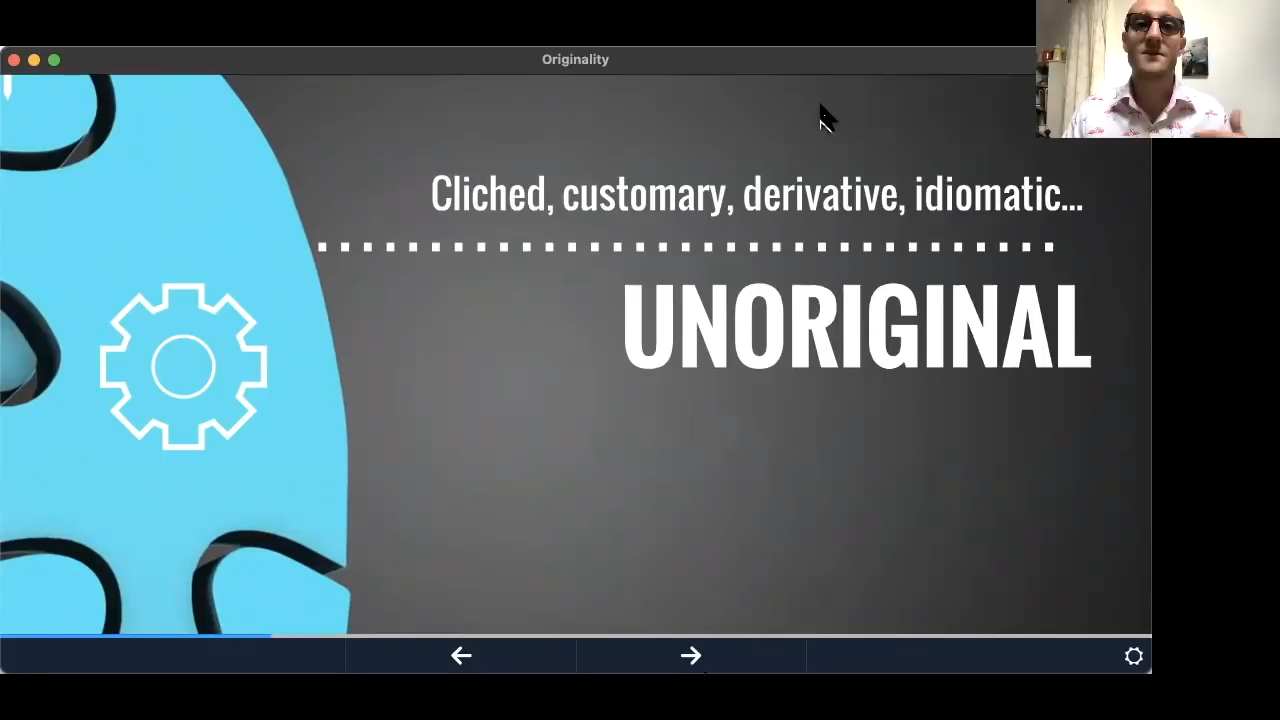 Originality
Cliched, customary, derivative, idiomatic...
UNORIGINAL